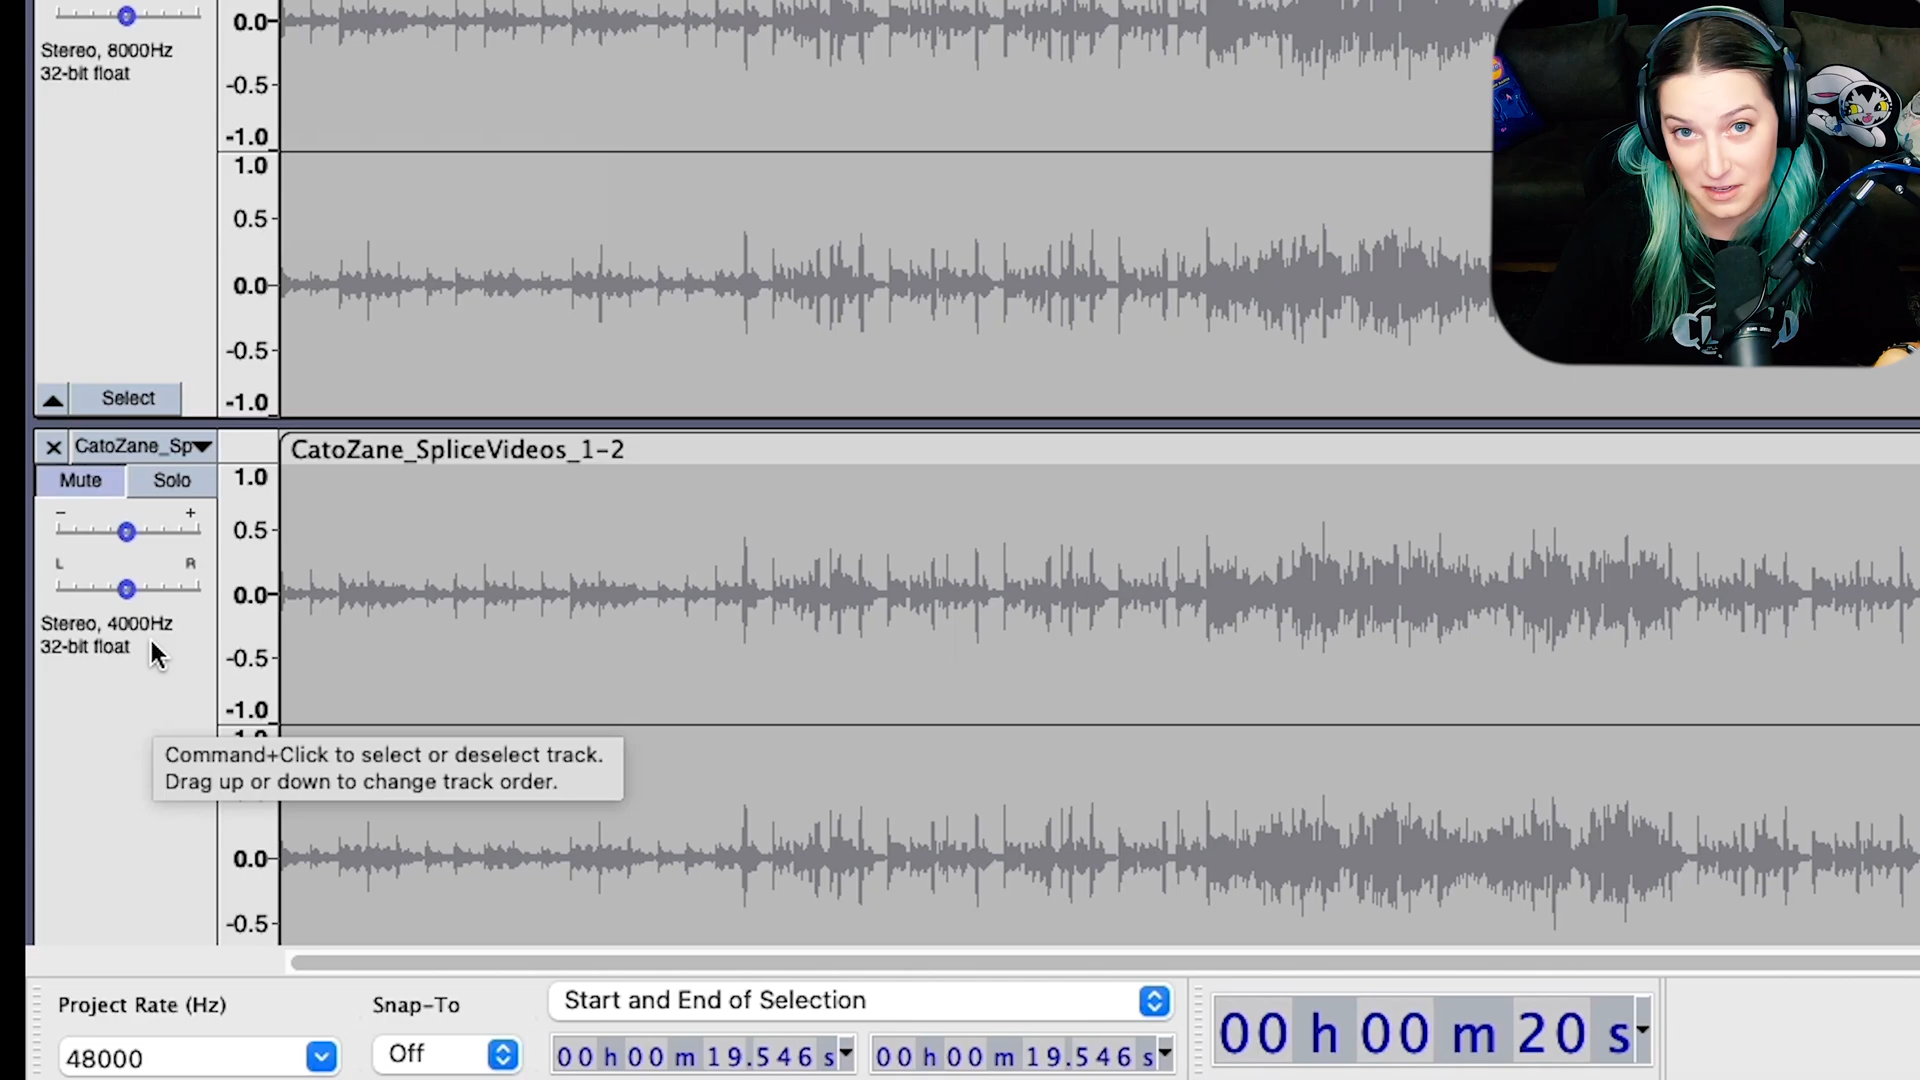 0.0
Stereo, 8000Hz
32-bit float
-0.5
-1.0
1.0
0.5
0.0
-0.5
Select
-1.0
CatoZane_Sp
CatoZane_SpliceVideos_1-2
Mute
Solo
1.0
- +
0.5
L R
0.0
Stereo, 4000Hz
32-bit float
-0.5
-1.0
Command+Click to select or deselect track.
Drag up or down to change track order.
0.0
-0.5
Project Rate (Hz)
Snap-To
Start and End of Selection
48000
Off
00 h 00 m 19.546 s
00 h 00 m 19.546 s
00 h 00 m 20 s